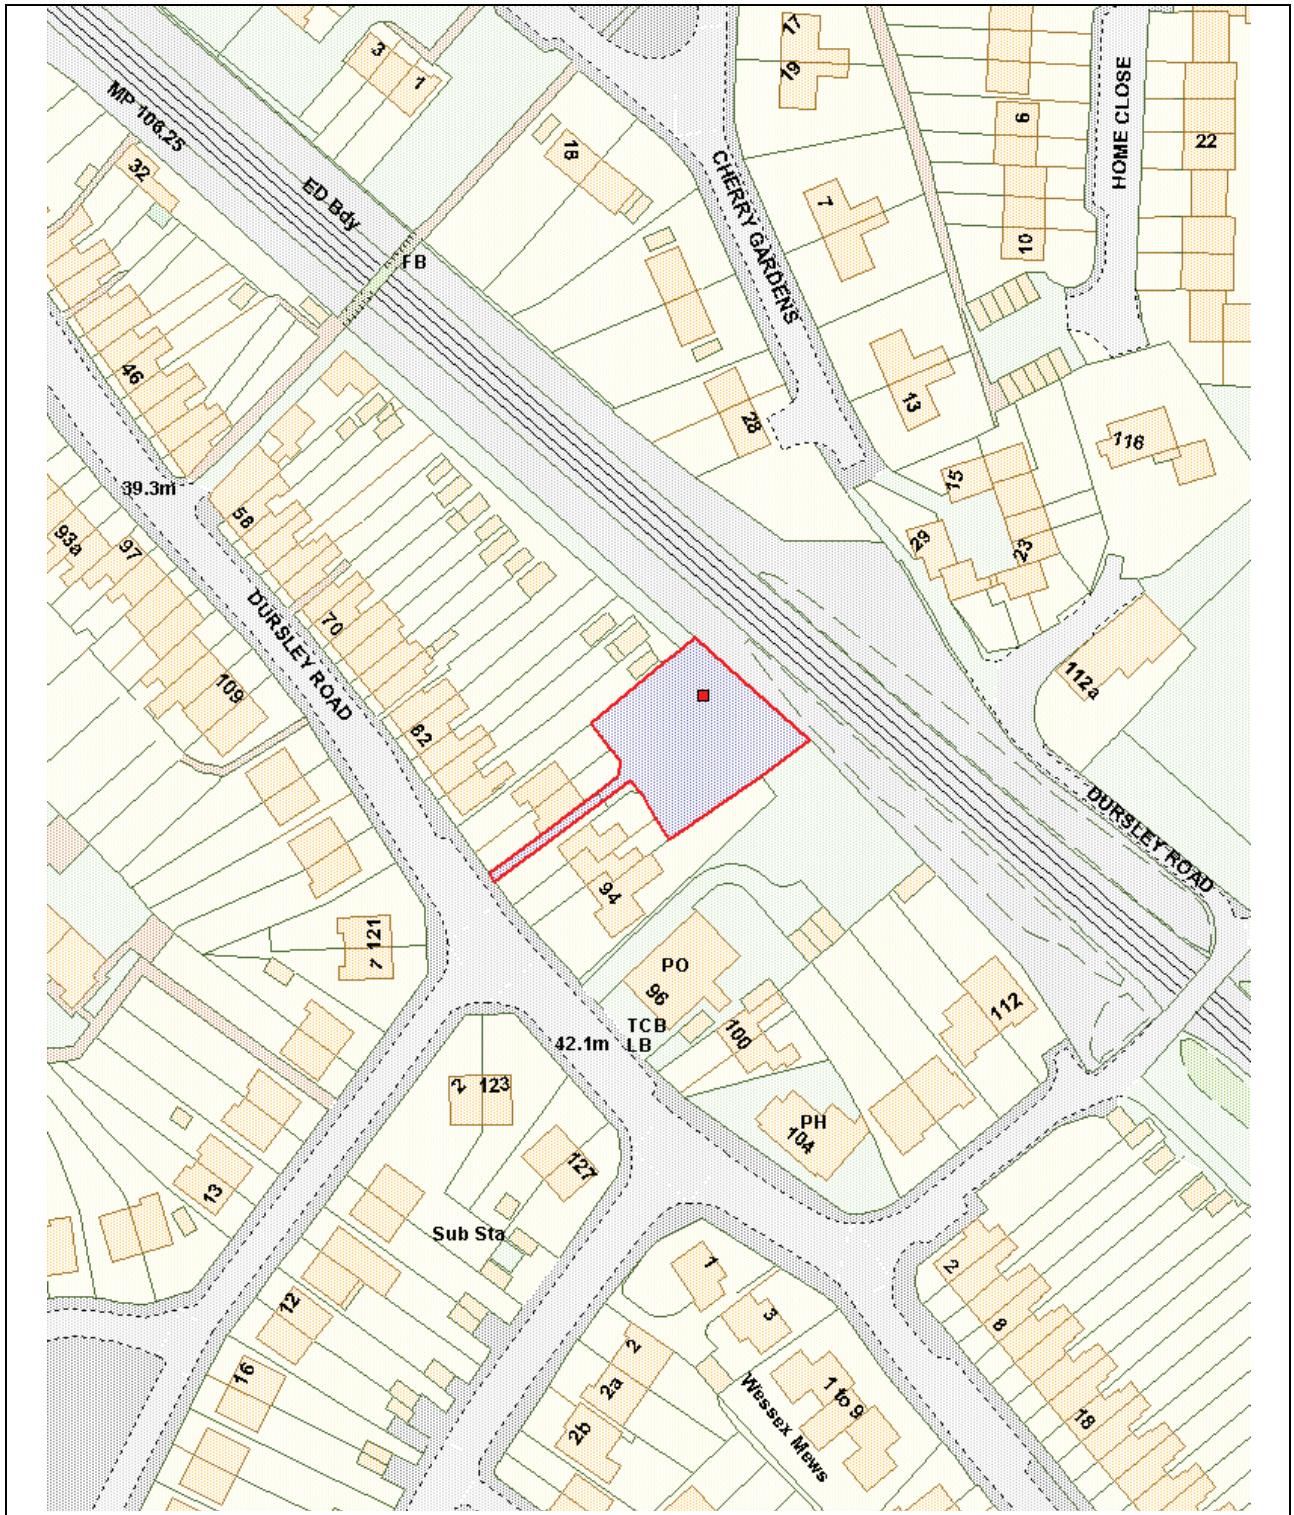 17
3
1
19
MP 106.25
HOME CLOSE
6
22
18
32
CHERRY GARDENS
ED Bdy
7
10
FB
46
13
28
116
15
39.3m
58
93a
97
29
23
DURSLEY ROAD
70
112a
109
82
DURSLEY ROAD
94
121
7
PO
96
112
TCB
LB
100
42.1m
2
123
PH
104
127
13
Sub Sta
1
2
12
3
8
2
16
2a
1 to 9
Wessex Mews
18
2b